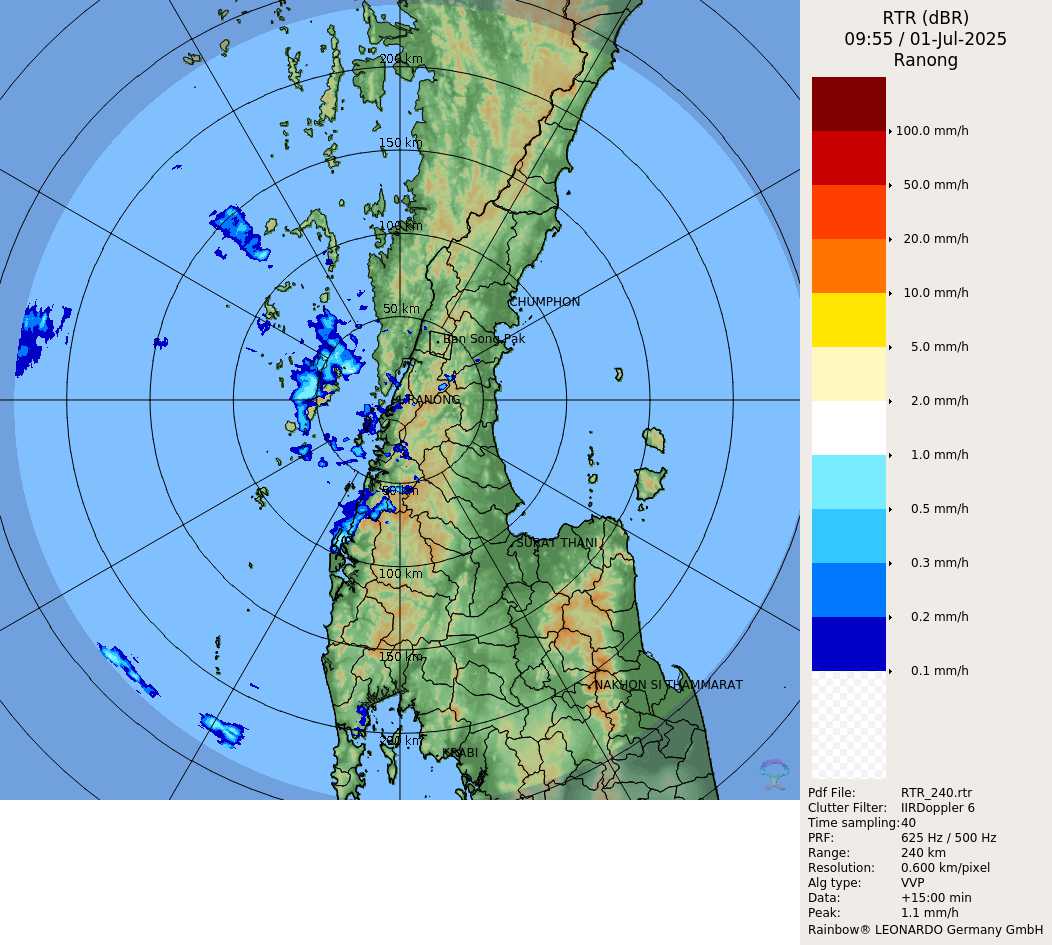 RTR (dBR)
09:55 / 01-Jul-2025
Ranong
100.0 mm/h
50.0 mm/h
20.0 mm/h
10.0 mm/h
5.0 mm/h
2.0 mm/h
1.0 mm/h
0.5 mm/h
0.3 mm/h
0.2 mm/h
0.1 mm/h
200 km
150 km
100 km
50 km
CHUMPHON
Ban Song Pak
RANONG
50 km
SURAT THANI
100 km
150 km
NAKHON SI THAMMARAT
200 km
KRABI
Pdf File: RTR_240.rtr
Clutter Filter: IIRDoppler 6
Time sampling:40
PRF: 625 Hz / 500 Hz
Range: 240 km
Resolution: 0.600 km/pixel
Alg type: VVP
Data: +15:00 min
Peak: 1.1 mm/h
Rainbow® LEONARDO Germany GmbH